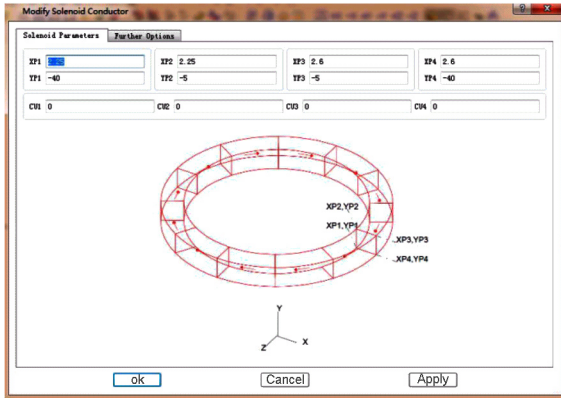 Modify Solenoid Conductor
Solenoid Parameters Further Options
XP1 2.25 XP2 2.25 XP3 2.6 XP4 2.6
YP1 -40 YP2 -5 YP3 -5 YP4 -40
CU1 0 CU2 0 CU3 0 CU4 0
XP2,YP2
XP1,YP1
XP3,YP3
XP4,YP4
Y
X
Z
ok Cancel Apply